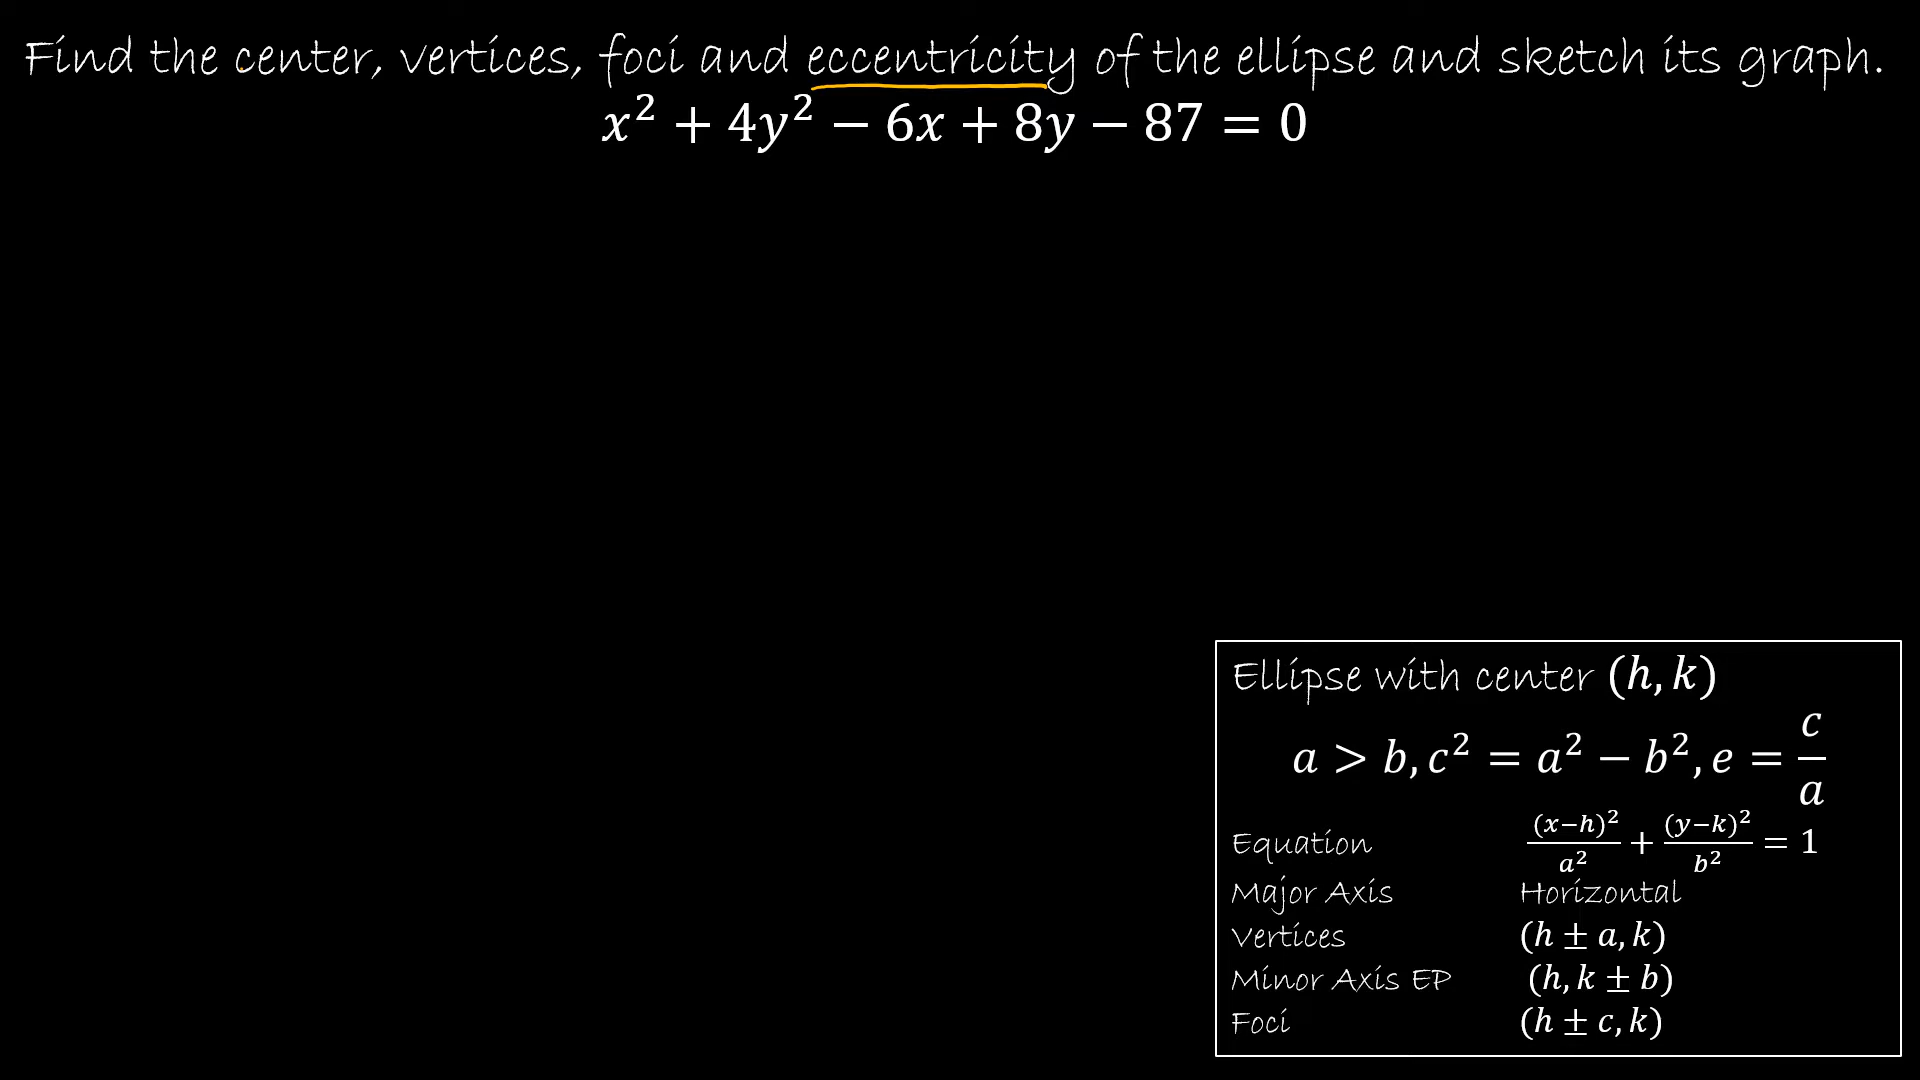 Find the center, vertices, foci and eccentricity of the ellipse and sketch its graph.
x² + 4y² − 6x + 8y − 87 = 0
Ellipse with center (h, k)
a > b, c² = a² − b², e = c/a
Equation (x−h)²/a² + (y−k)²/b² = 1
Major Axis Horizontal
Vertices (h ± a, k)
Minor Axis EP (h, k ± b)
Foci (h ± c, k)